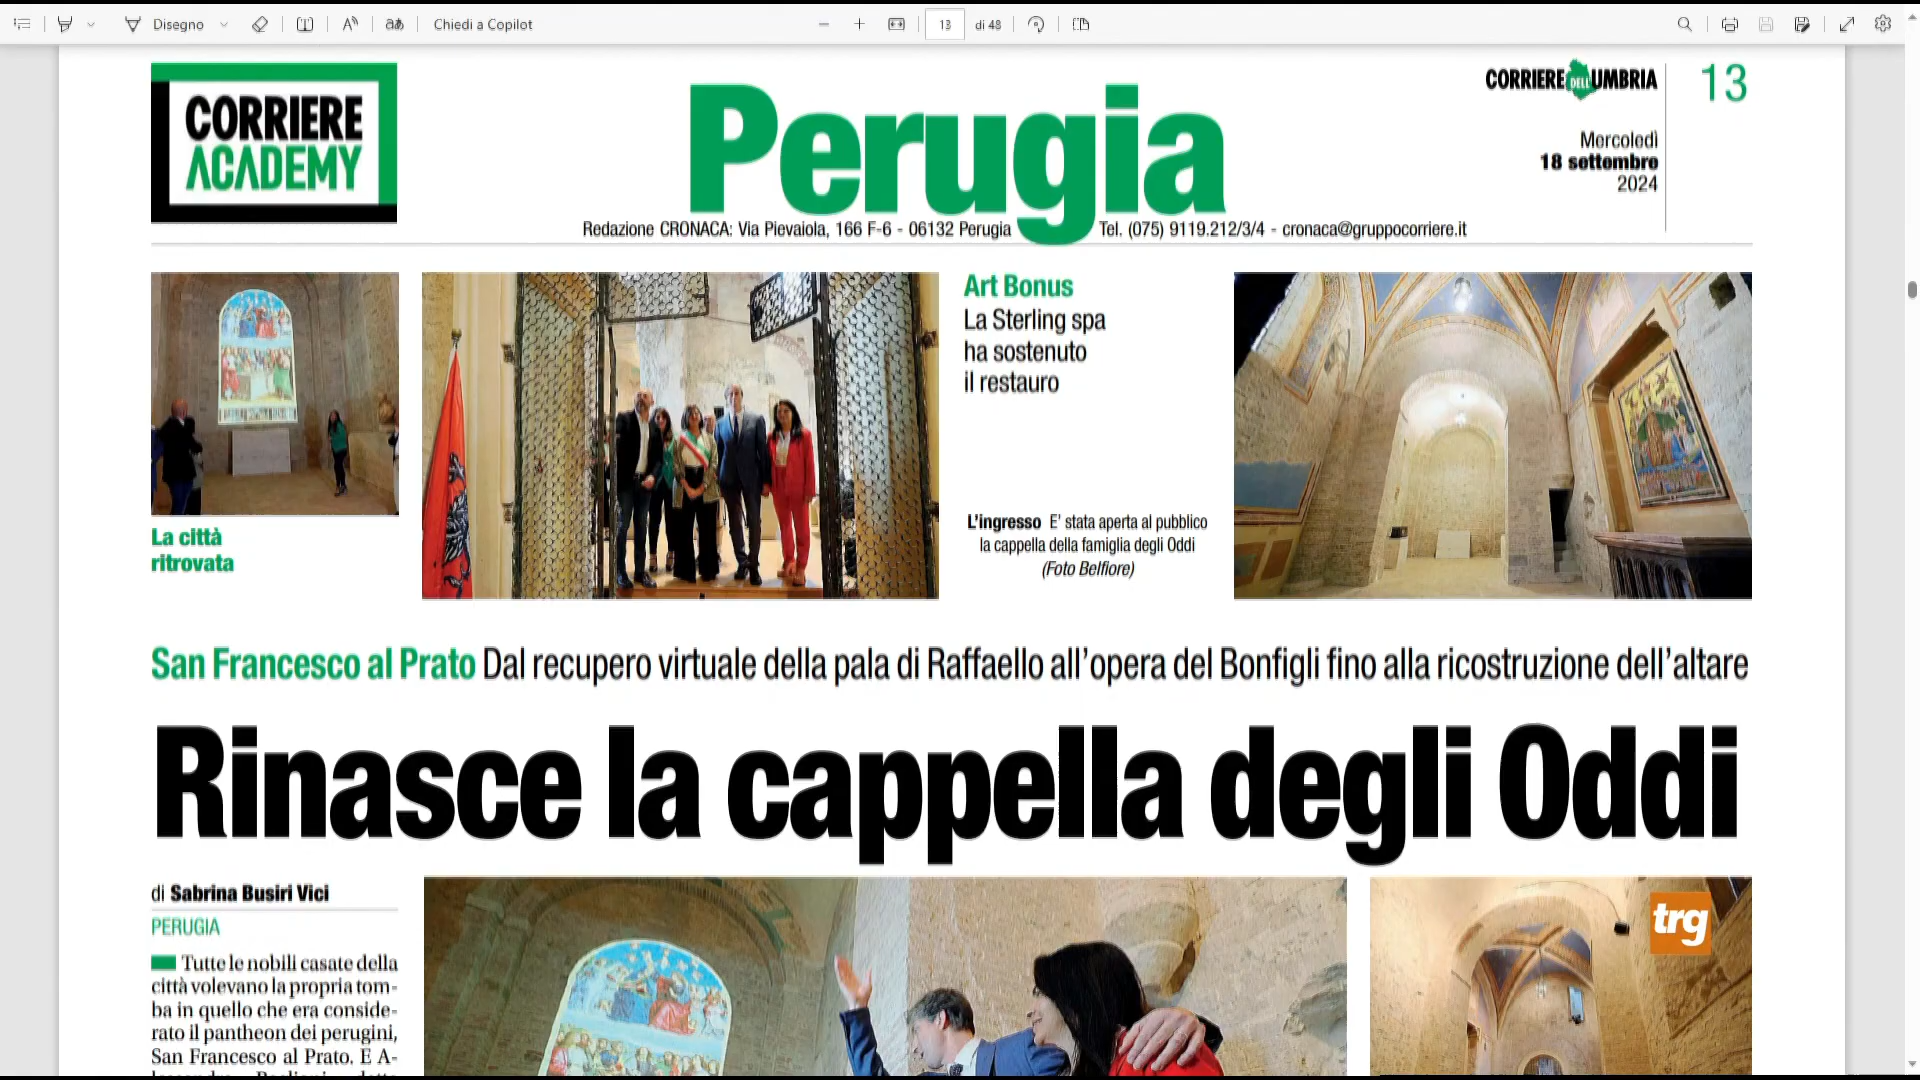 Disegno
Chiedi a Copilot
13
di 48
CORRIERE
ACADEMY
Perugia
Redazione CRONACA: Via Pievaiola, 166 F-6 - 06132 Perugia
Tel. (075) 9119.212/3/4 - cronaca@gruppocorriere.it
CORRIERE DELL'UMBRIA
13
Mercoledì
18 settembre
2024
La città
ritrovata
Art Bonus
La Sterling spa
ha sostenuto
il restauro
L'ingresso E' stata aperta al pubblico
la cappella della famiglia degli Oddi
(Foto Belfiore)
San Francesco al Prato Dal recupero virtuale della pala di Raffaello all'opera del Bonfigli fino alla ricostruzione dell'altare
Rinasce la cappella degli Oddi
di Sabrina Busiri Vici
PERUGIA
Tutte le nobili casate della
città volevano la propria tom-
ba in quello che era conside-
rato il pantheon dei perugini,
San Francesco al Prato. E A-
trg